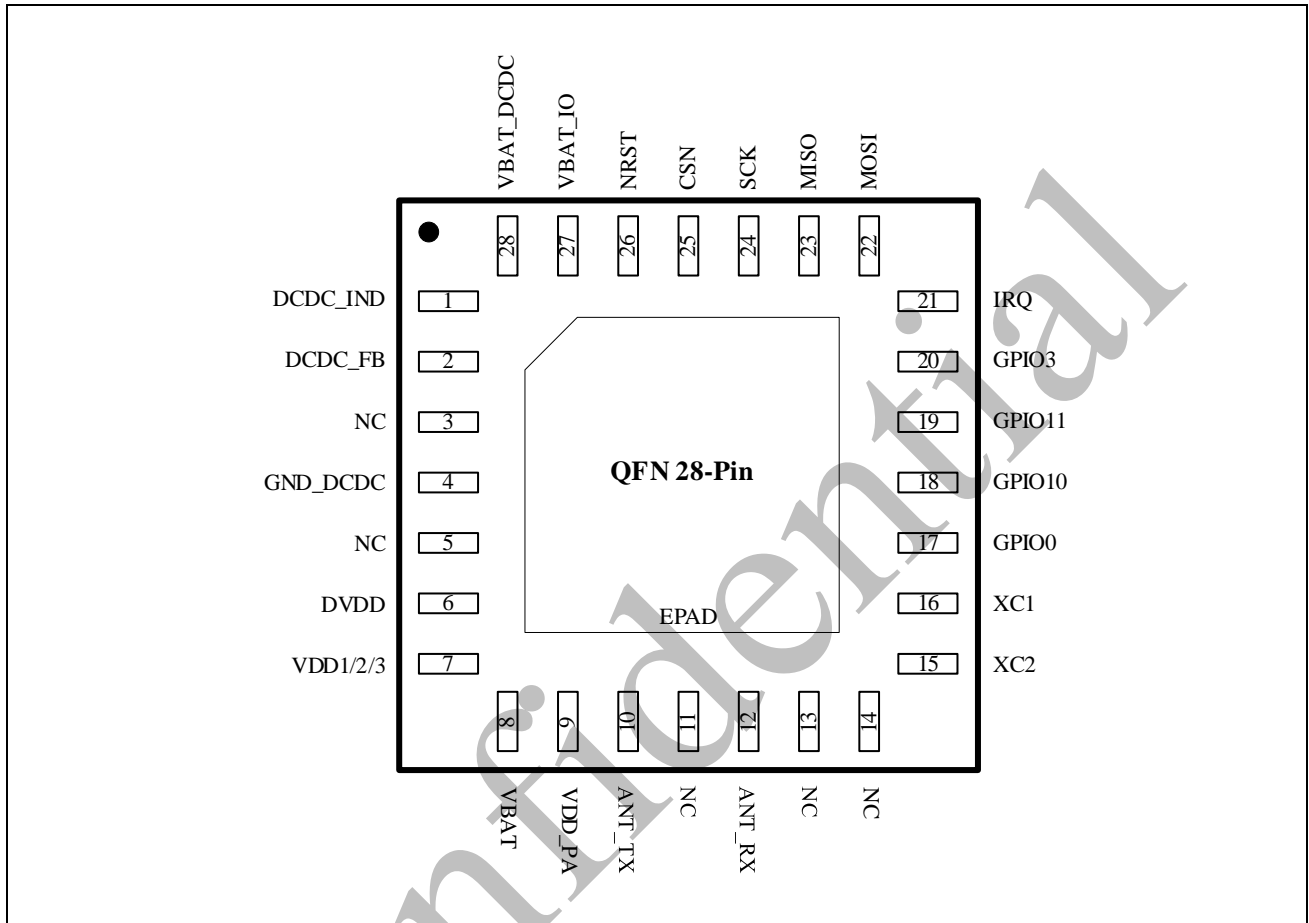 VBAT_DCDC
VBAT_IO
NRST
CSN
SCK
MISO
MOSI
28
27
26
25
24
23
22
DCDC_IND
1
21
IRQ
DCDC_FB
2
20
GPIO3
NC
3
19
GPIO11
GND_DCDC
4
18
GPIO10
NC
5
17
GPIO0
DVDD
6
16
XC1
VDD1/2/3
7
15
XC2
QFN 28-Pin
EPAD
8
9
10
11
12
13
14
VBAT
VDD_PA
ANT_TX
NC
ANT_RX
NC
NC
nfidential